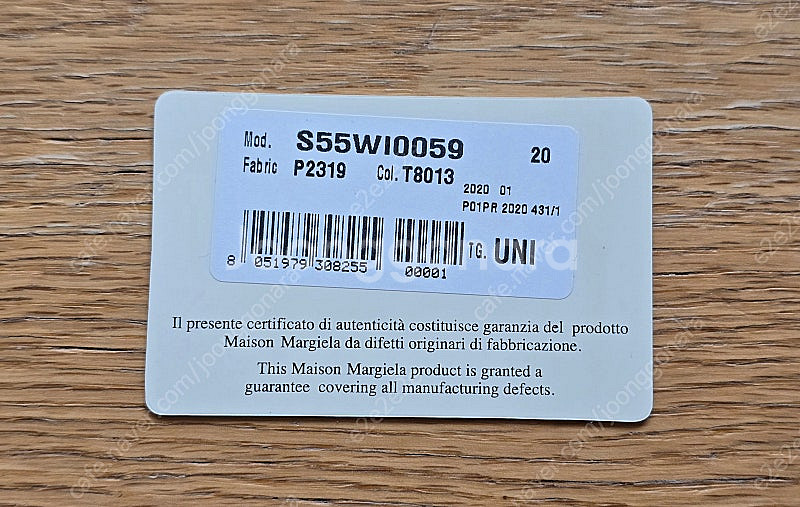 Mod. S55WI0059 20
Fabric P2319 Col. T8013
2020 01
P01PR 2020 431/1
TG. UNI
8 051979 308255 00001
joonggonara
Il presente certificato di autenticità costituisce garanzia del prodotto
Maison Margiela da difetti originari di fabbricazione.
This Maison Margiela product is granted a
guarantee covering all manufacturing defects.